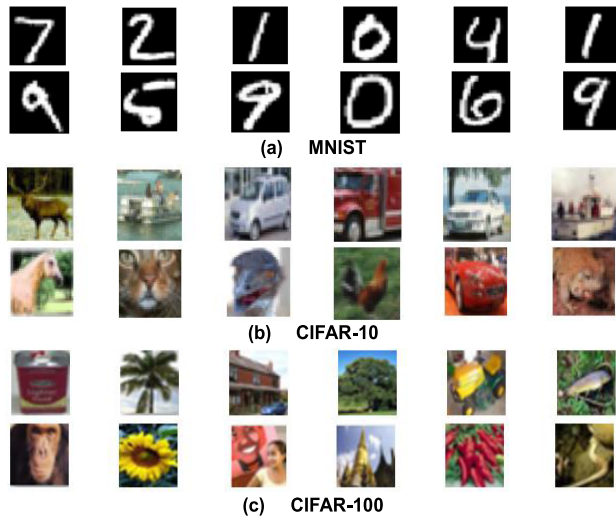 7 2 1 0 4 1
9 5 9 0 6 9
(a) MNIST
(b) CIFAR-10
(c) CIFAR-100